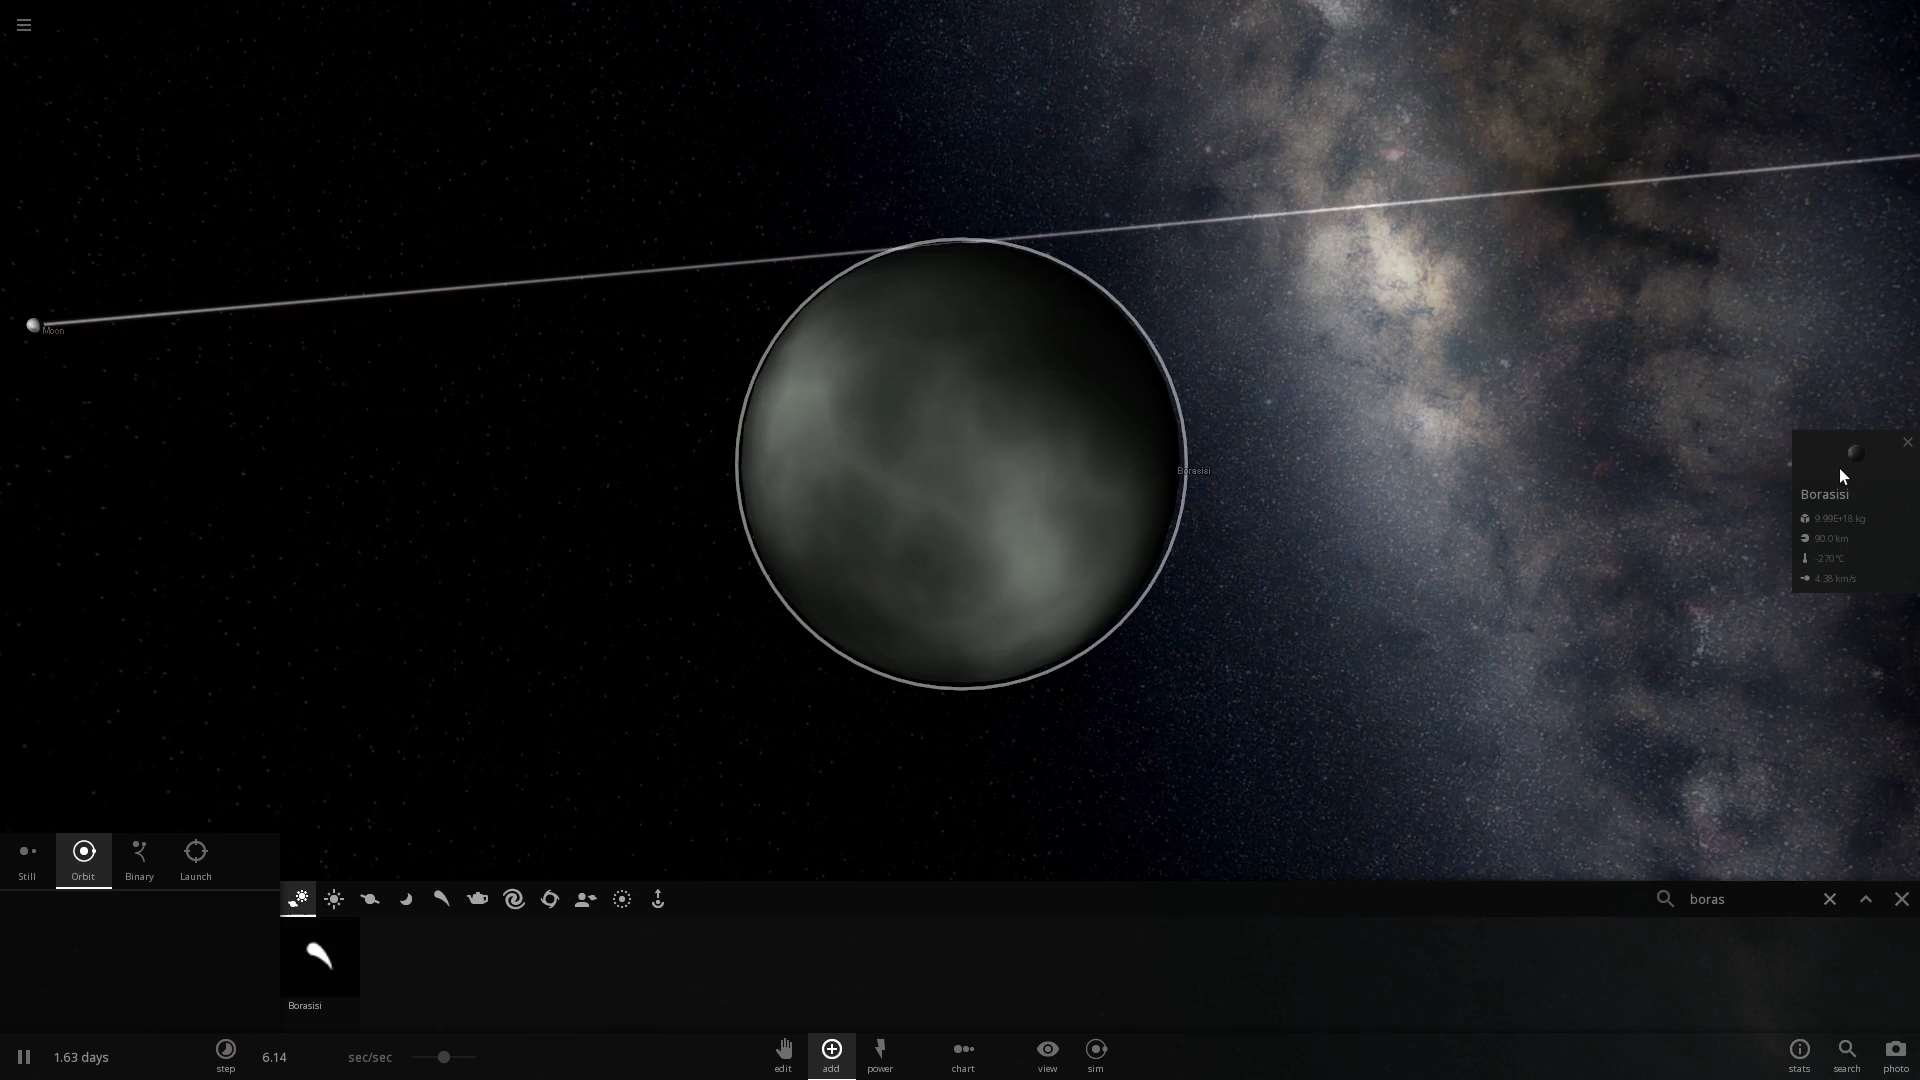 Moon
Borasisi
Borasisi
9.99E+18 kg
90.0 km
-270 °C
4.38 km/s
Still
Orbit
Binary
Launch
boras
Borasisi
1.63 days
step
6.14
sec/sec
edit
add
power
chart
view
sim
stats
search
photo